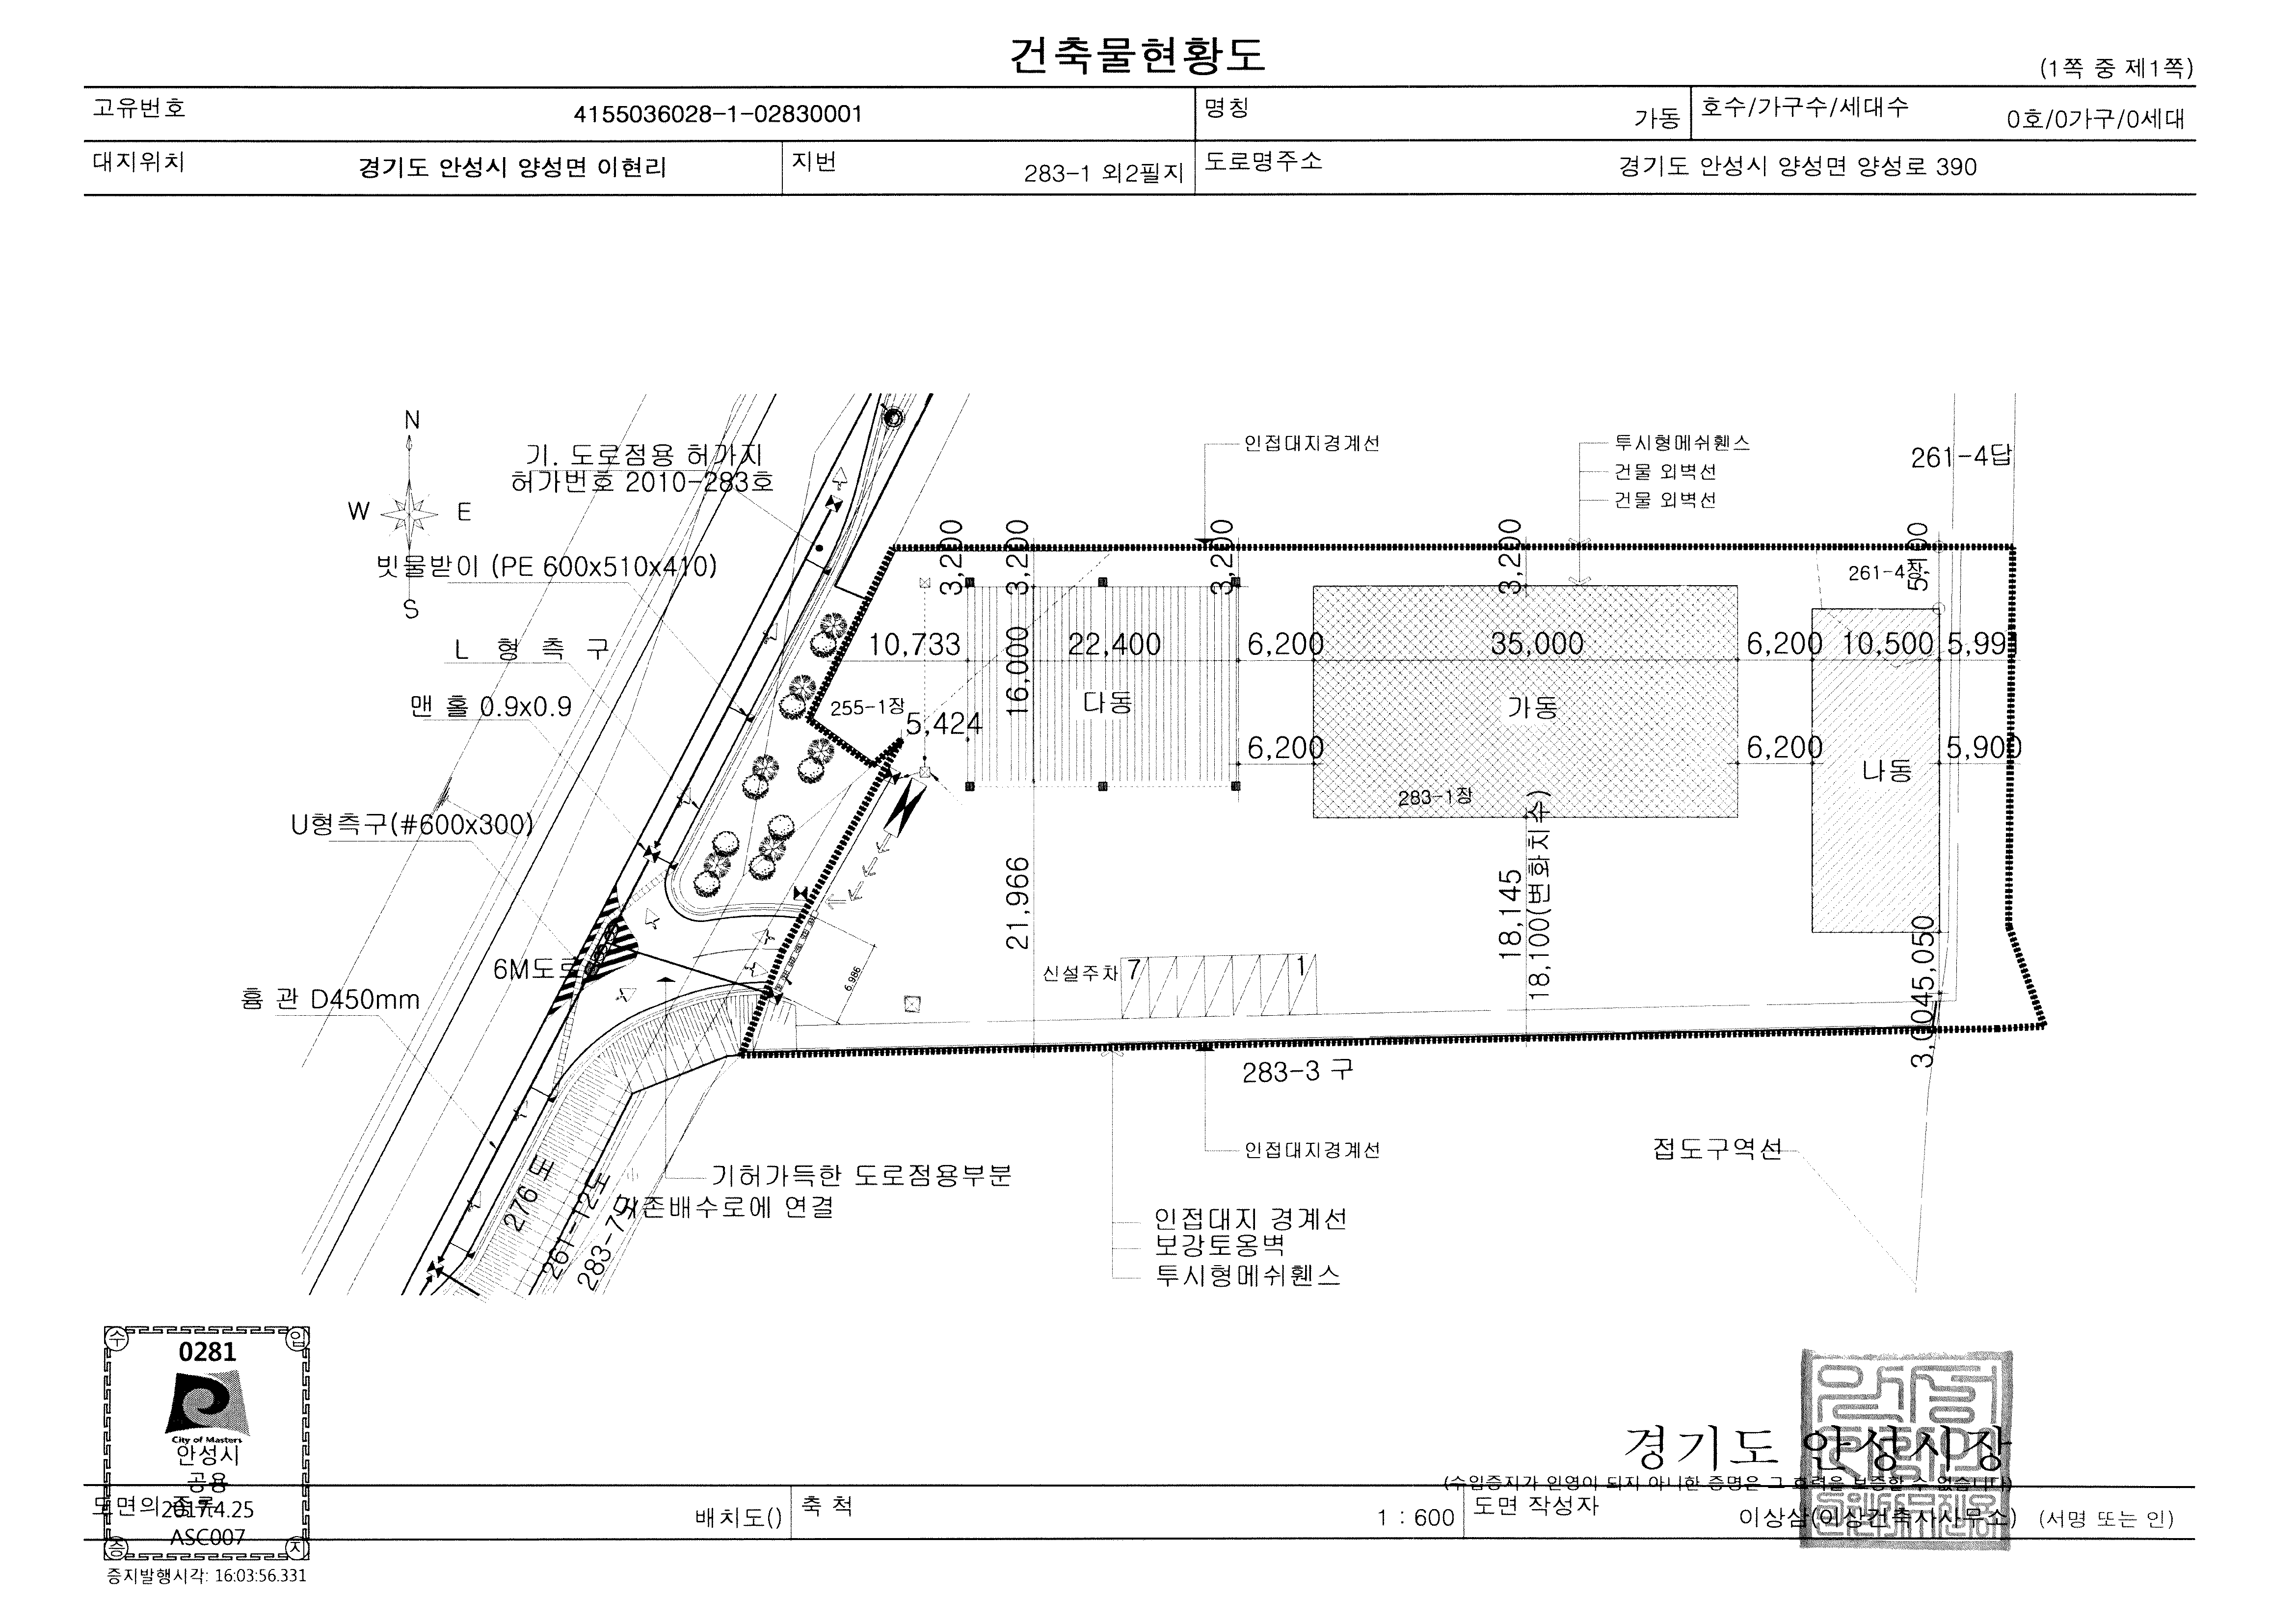 건축물현황도
(1쪽 중 제1쪽)
고유번호
4155036028-1-02830001
명칭
가동
호수/가구수/세대수
0호/0가구/0세대
대지위치
경기도 안성시 양성면 이현리
지번
283-1 외2필지
도로명주소
경기도 안성시 양성면 양성로 390
N
W
E
S
기. 도로점용 허가지
허가번호 2010-283호
빗물받이 (PE 600x510x410)
L 형 측 구
맨 홀 0.9x0.9
U형측구(#600x300)
6M도로
흄 관 D450mm
인접대지경계선
투시형메쉬휀스
건물 외벽선
건물 외벽선
261-4답
3,200
3,200
3,200
3,200
5,100
261-4장
10,733
16,000
22,400
6,200
35,000
6,200
10,500
5,991
다동
가동
나동
255-1장
5,424
6,200
6,200
5,900
283-1장
21,966
18,145
18,100(변화치수)
6.986
신설주차
7
1
3,004
5,050
283-3 구
인접대지경계선
접도구역선
기허가득한 도로점용부분
기존배수로에 연결
276 도
261-12도
283-7도
인접대지 경계선
보강토옹벽
투시형메쉬휀스
수
입
0281
City of Masters
안성시
공용
2017.4.25
ASC007
증
지
증지발행시각: 16:03:56.331
경기도 안성시장
(수입증지가 인영이 되지 아니한 증명은 그 효력을 보증할 수 없습니다)
도면의 종류
배치도()
축 척
1 : 600
도면 작성자
이상삼(이상건축사사무소)
(서명 또는 인)